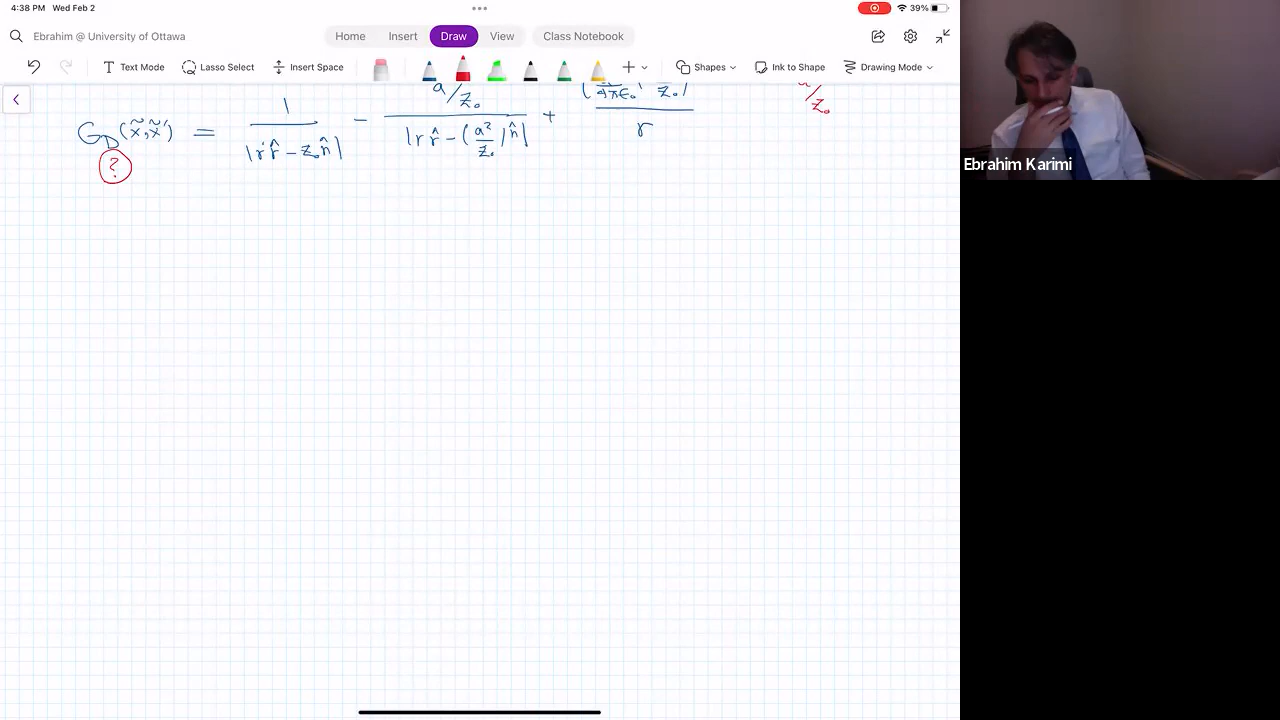 4:38 PM Wed Feb 2
39%
Ebrahim @ University of Ottawa
Home Insert Draw View Class Notebook
Text Mode Lasso Select Insert Space Shapes Ink to Shape Drawing Mode
G_D(x̃, x̃') = 1 / |r r̂ − z₀ n̂| − (a/z₀) / |r r̂ − (a²/z₀) n̂| + ( / 4πε₀ z₀) / r
a/z₀
?
Ebrahim Karimi